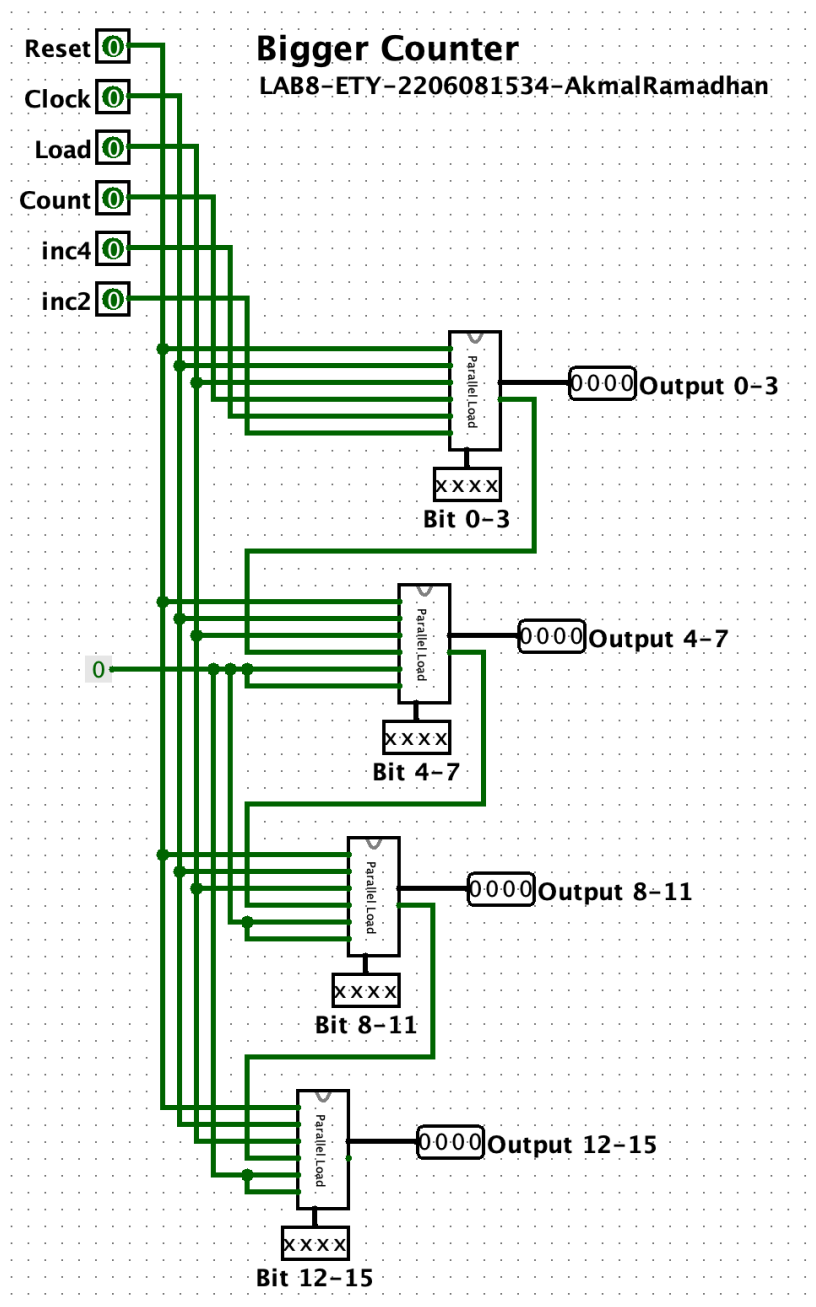 Reset 0
Bigger Counter
LAB8-ETY-2206081534-AkmalRamadhan
Clock 0
Load 0
Count 0
inc4 0
inc2 0
Parallel Load
0000 Output 0-3
xxxx
Bit 0-3
Parallel Load
0000 Output 4-7
0
xxxx
Bit 4-7
Parallel Load
0000 Output 8-11
xxxx
Bit 8-11
Parallel Load
0000 Output 12-15
xxxx
Bit 12-15